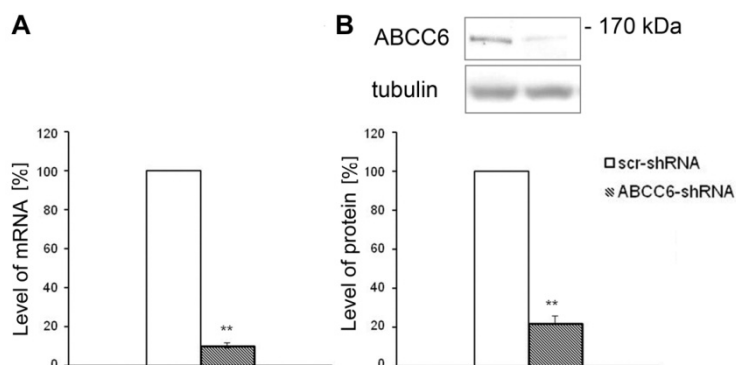 A
B
ABCC6
- 170 kDa
tubulin
Level of mRNA [%]
120
100
80
60
40
20
0
**
Level of protein [%]
120
100
80
60
40
20
0
**
scr-shRNA
ABCC6-shRNA